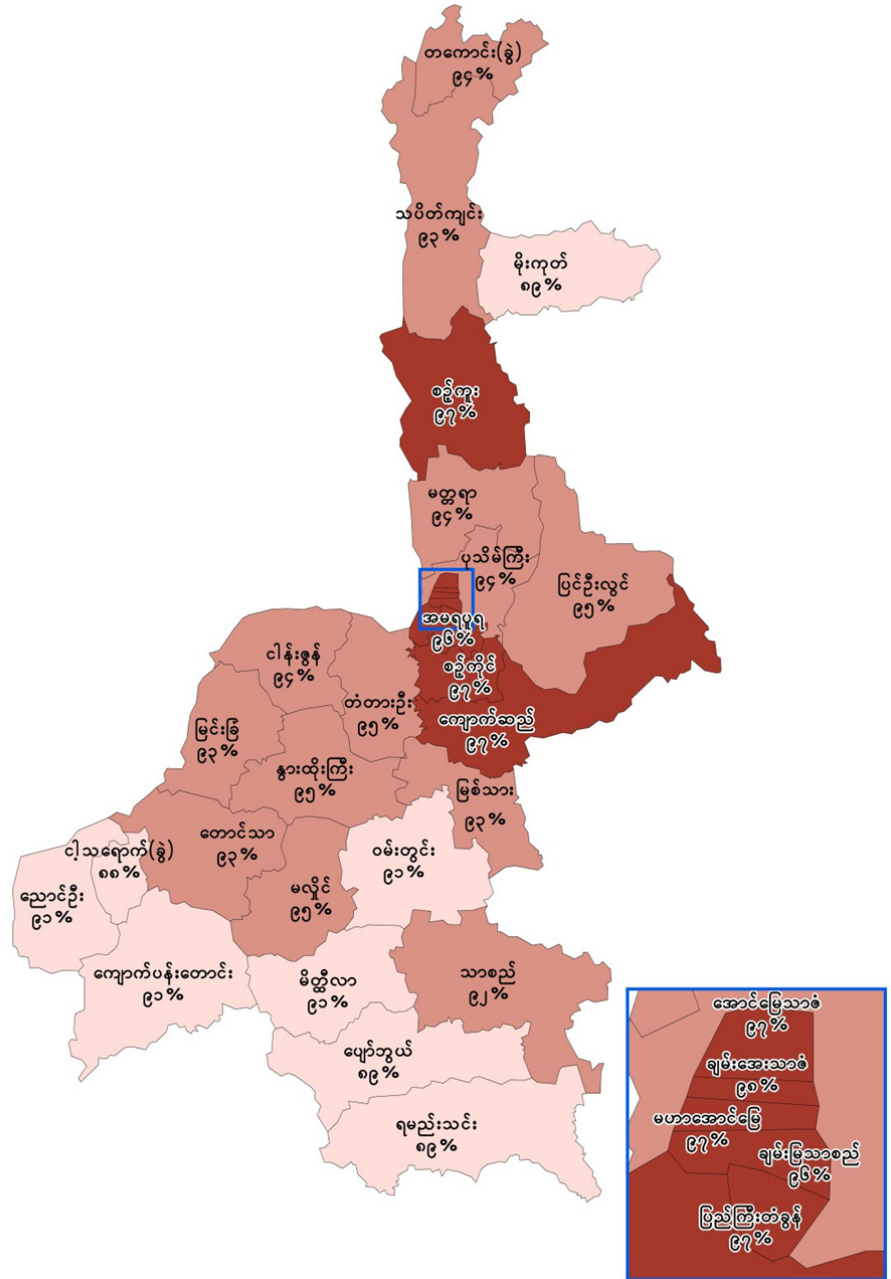 တကောင်း(ခွဲ)
၉၄%
သပိတ်ကျင်း
၉၃%
မိုးကုတ်
၈၉%
စဉ့်ကူး
၉၇%
မတ္တရာ
၉၄%
ပုသိမ်ကြီး
၉၄%
ပြင်ဦးလွင်
၉၅%
အမရပူရ
၉၆%
စဉ့်ကိုင်
၉၇%
ငါန်းဇွန်
၉၄%
တံတားဦး
၉၅%
ကျောက်ဆည်
၉၇%
မြင်းခြံ
၉၃%
နွားထိုးကြီး
၉၅%
မြစ်သား
၉၃%
တောင်သာ
၉၃%
ငါ့သရောက်(ခွဲ)
၈၈%
ဝမ်းတွင်း
၉၁%
ညောင်ဦး
၉၁%
မလှိုင်
၉၅%
ကျောက်ပန်းတောင်း
၉၁%
မိတ္ထီလာ
၉၁%
သာစည်
၉၂%
ပျော်ဘွယ်
၈၉%
ရမည်းသင်း
၈၉%
အောင်မြေသာဇံ
၉၇%
ချမ်းအေးသာဇံ
၉၈%
မဟာအောင်မြေ
၉၇%
ချမ်းမြသာစည်
၉၆%
ပြည်ကြီးတံခွန်
၉၇%